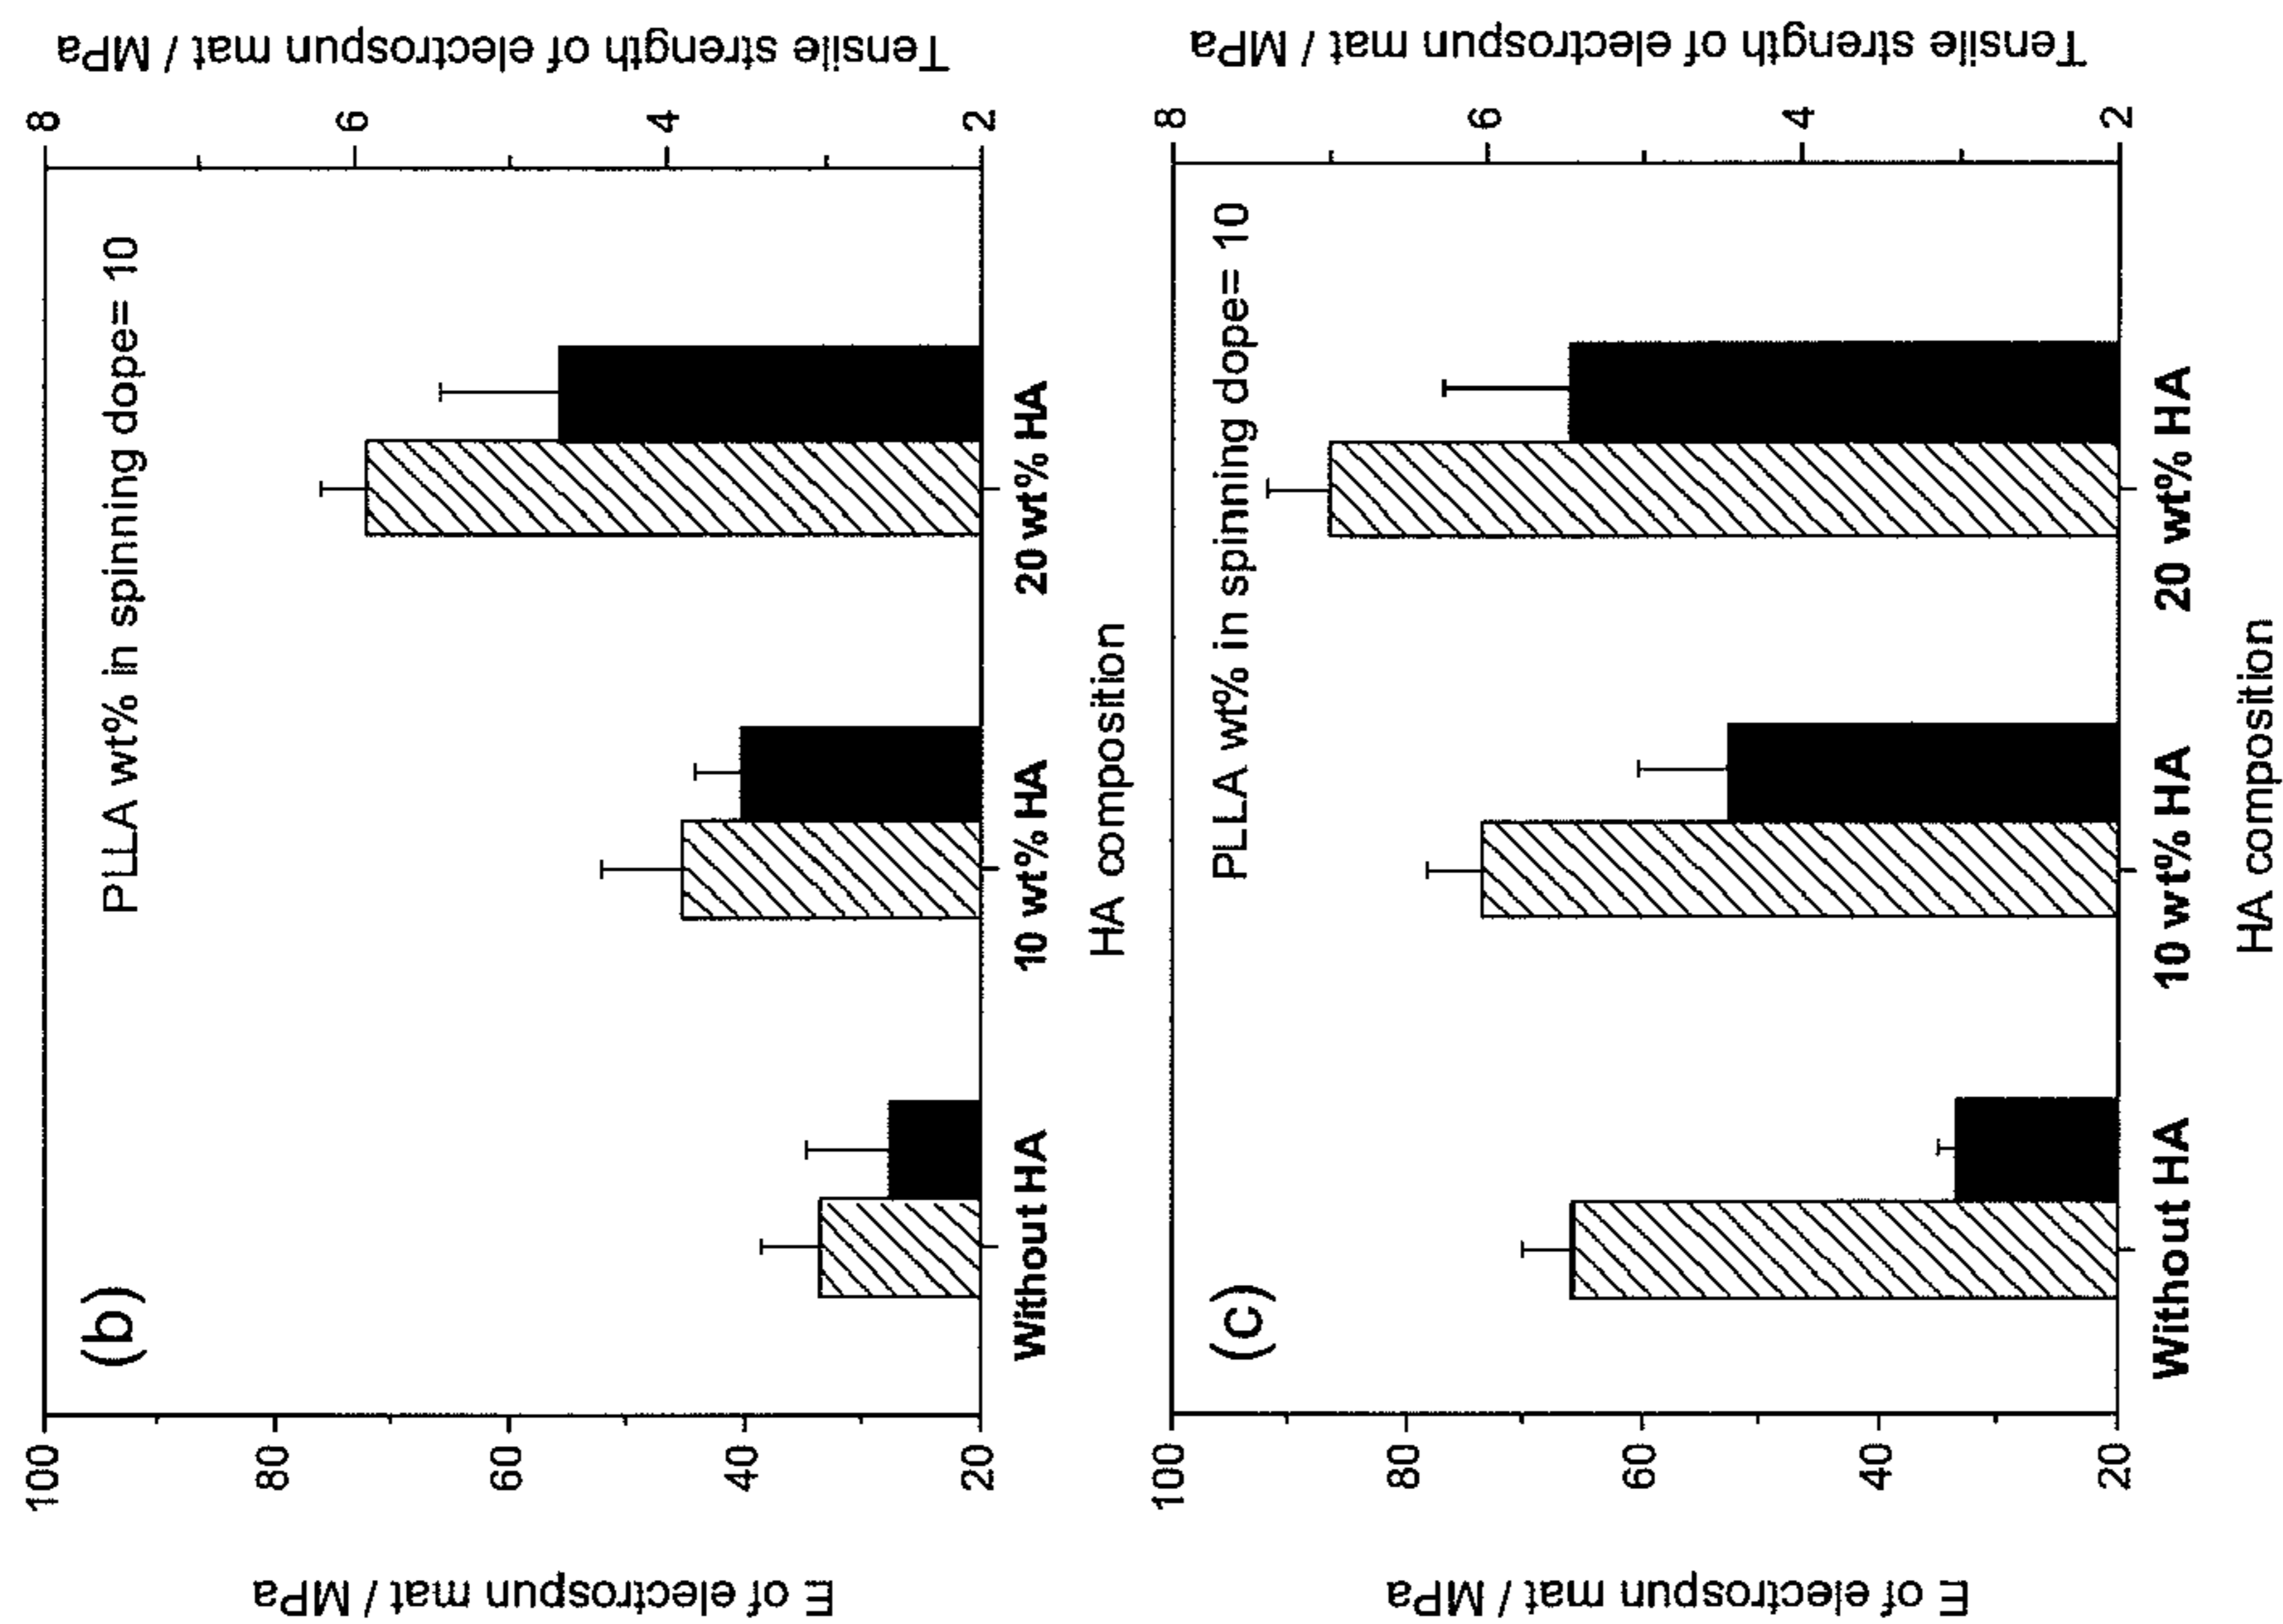 (b)
PLLA wt% in spinning dope= 10
E of electrospun mat / MPa
100
80
60
40
20
Tensile strength of electrospun mat / MPa
8
6
4
2
Without HA
10 wt% HA
20 wt% HA
HA composition
(c)
PLLA wt% in spinning dope= 10
E of electrospun mat / MPa
100
80
60
40
20
Tensile strength of electrospun mat / MPa
8
6
4
2
Without HA
10 wt% HA
20 wt% HA
HA composition